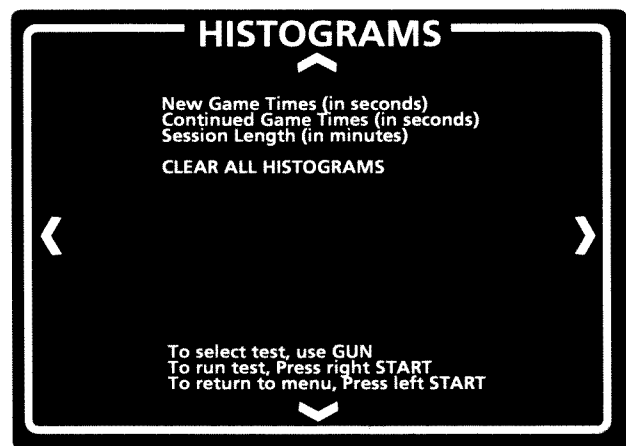 HISTOGRAMS
New Game Times (in seconds)
Continued Game Times (in seconds)
Session Length (in minutes)
CLEAR ALL HISTOGRAMS
To select test, use GUN
To run test, Press right START
To return to menu, Press left START